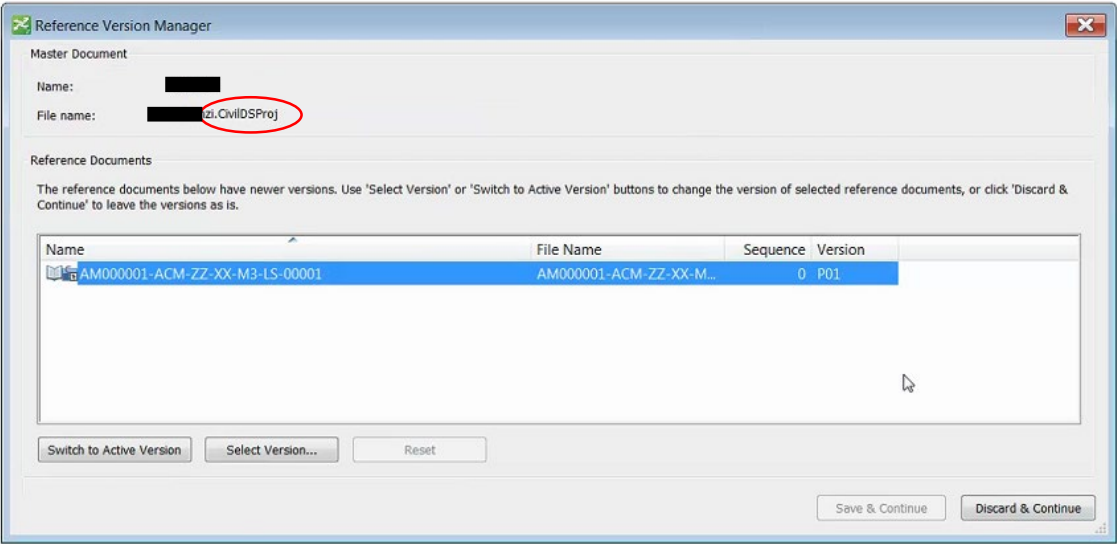 Reference Version Manager
Master Document
Name:
File name: nzi.CivilDSProj
Reference Documents
The reference documents below have newer versions. Use 'Select Version' or 'Switch to Active Version' buttons to change the version of selected reference documents, or click 'Discard &
Continue' to leave the versions as is.
Name File Name Sequence Version
AM000001-ACM-ZZ-XX-M3-LS-00001 AM000001-ACM-ZZ-XX-M... 0 P01
Switch to Active Version Select Version... Reset
Save & Continue Discard & Continue